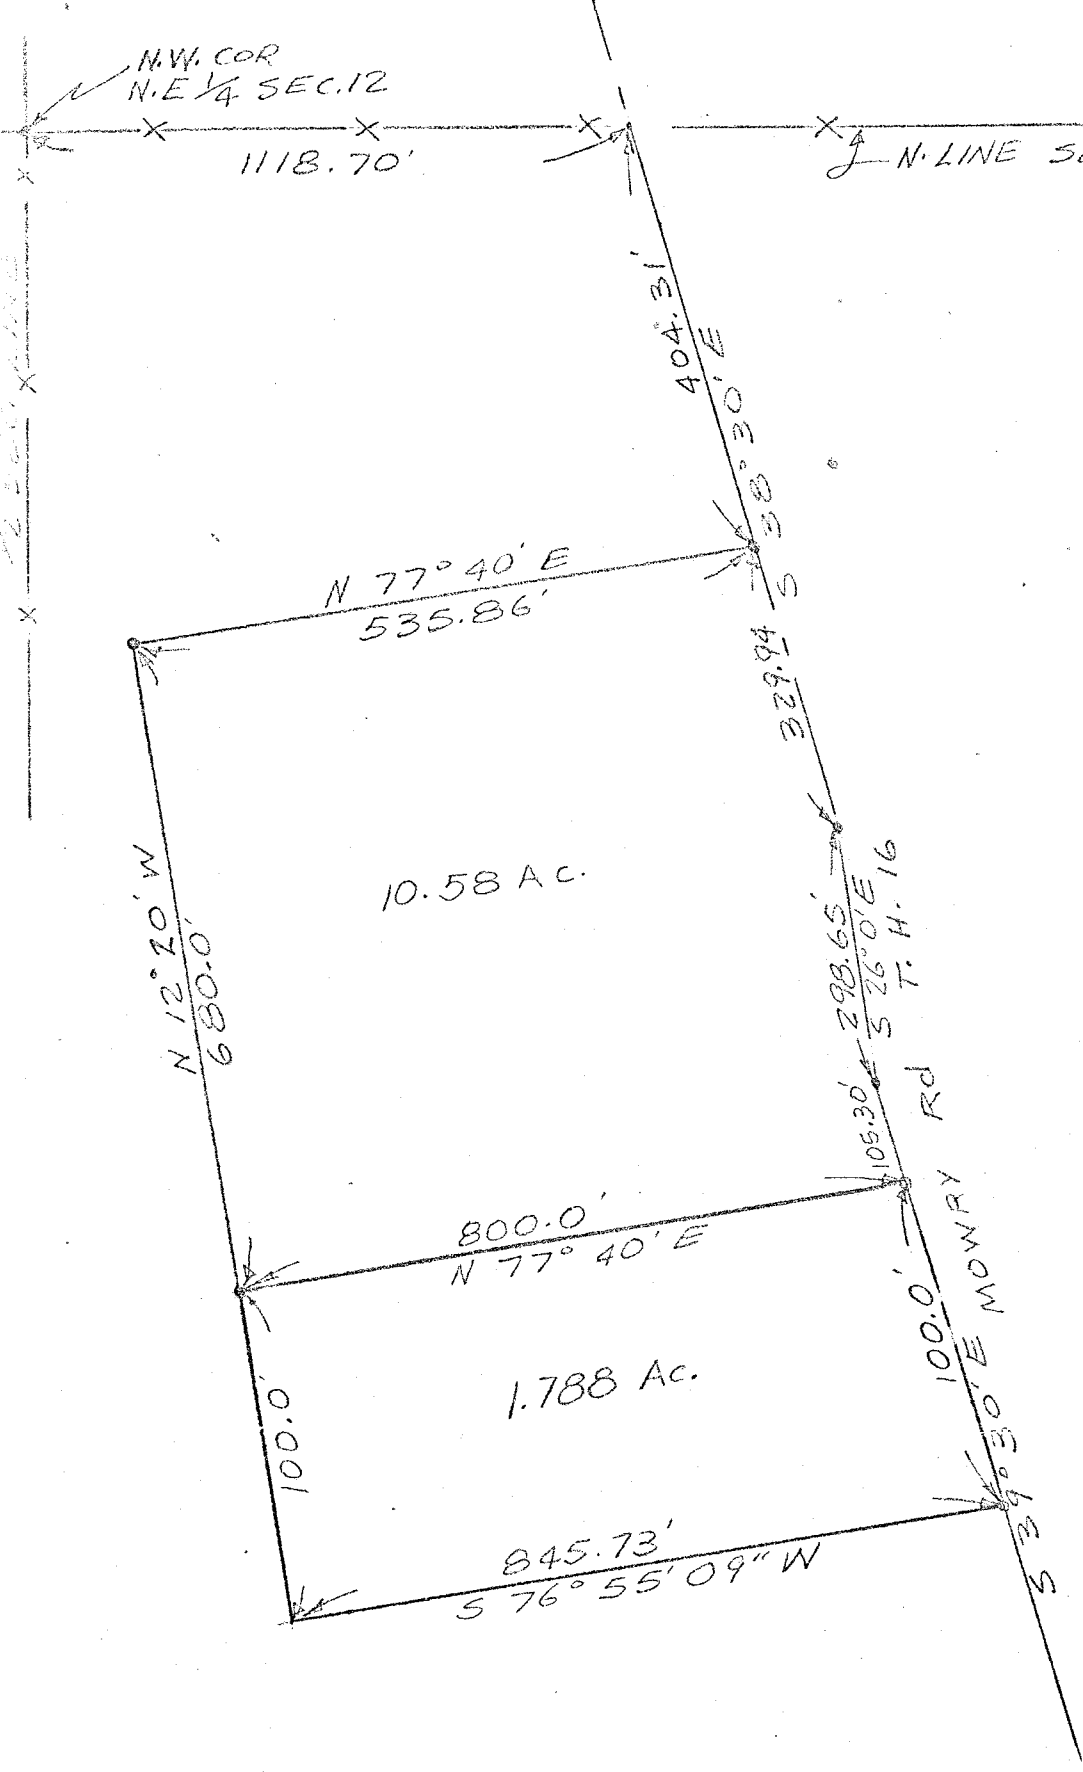 N.W. COR
N.E ¼ SEC.12
1118.70'
N. LINE
404.31'
S 38° 30' E
N 77° 40' E
535.86'
329.94
10.58 Ac.
N 12° 20' W
680.0'
298.65'
S 26° 0' E
T. H. 16
105.30'
MOWRY Rd
800.0'
N 77° 40' E
100.0'
S 39° 30' E
1.788 Ac.
100.0'
845.73'
S 76° 55' 09" W